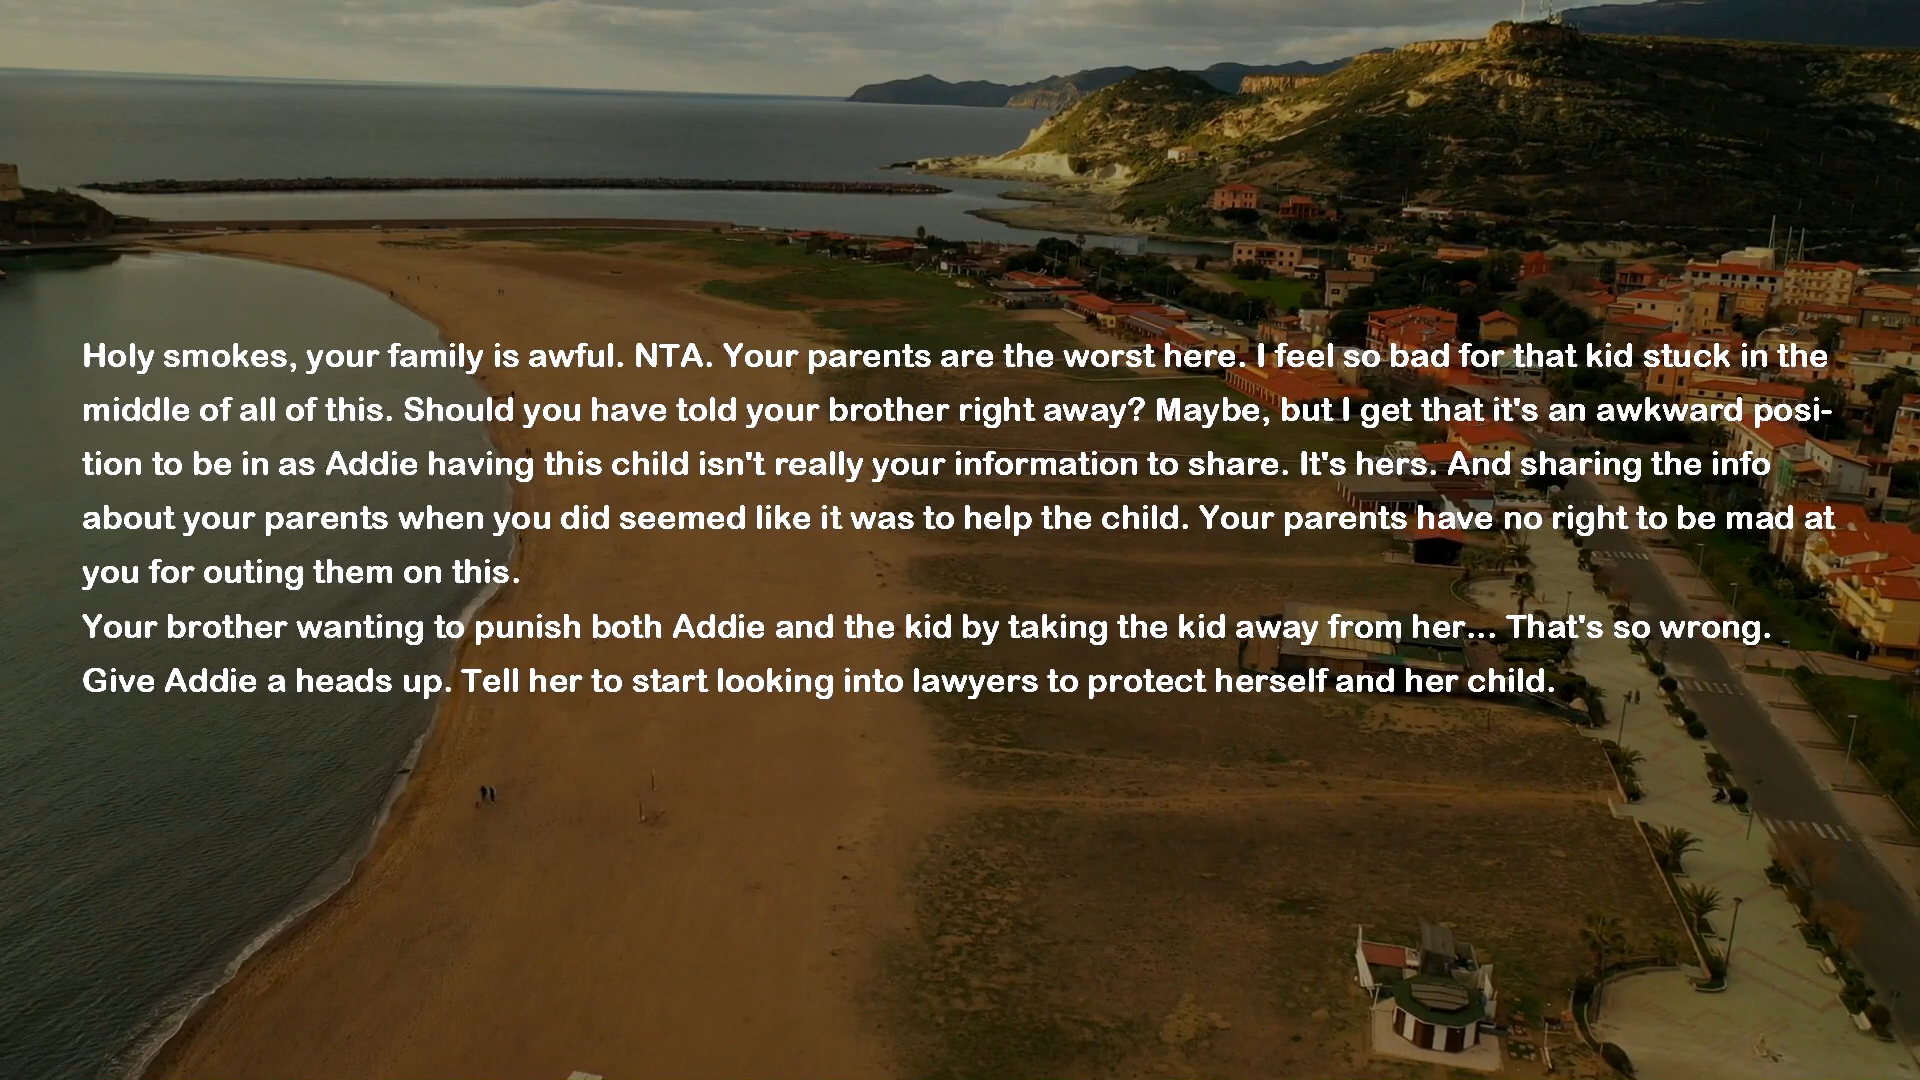 Holy smokes, your family is awful. NTA. Your parents are the worst here. I feel so bad for that kid stuck in the
middle of all of this. Should you have told your brother right away? Maybe, but I get that it's an awkward posi-
tion to be in as Addie having this child isn't really your information to share. It's hers. And sharing the info
about your parents when you did seemed like it was to help the child. Your parents have no right to be mad at
you for outing them on this.
Your brother wanting to punish both Addie and the kid by taking the kid away from her... That's so wrong.
Give Addie a heads up. Tell her to start looking into lawyers to protect herself and her child.